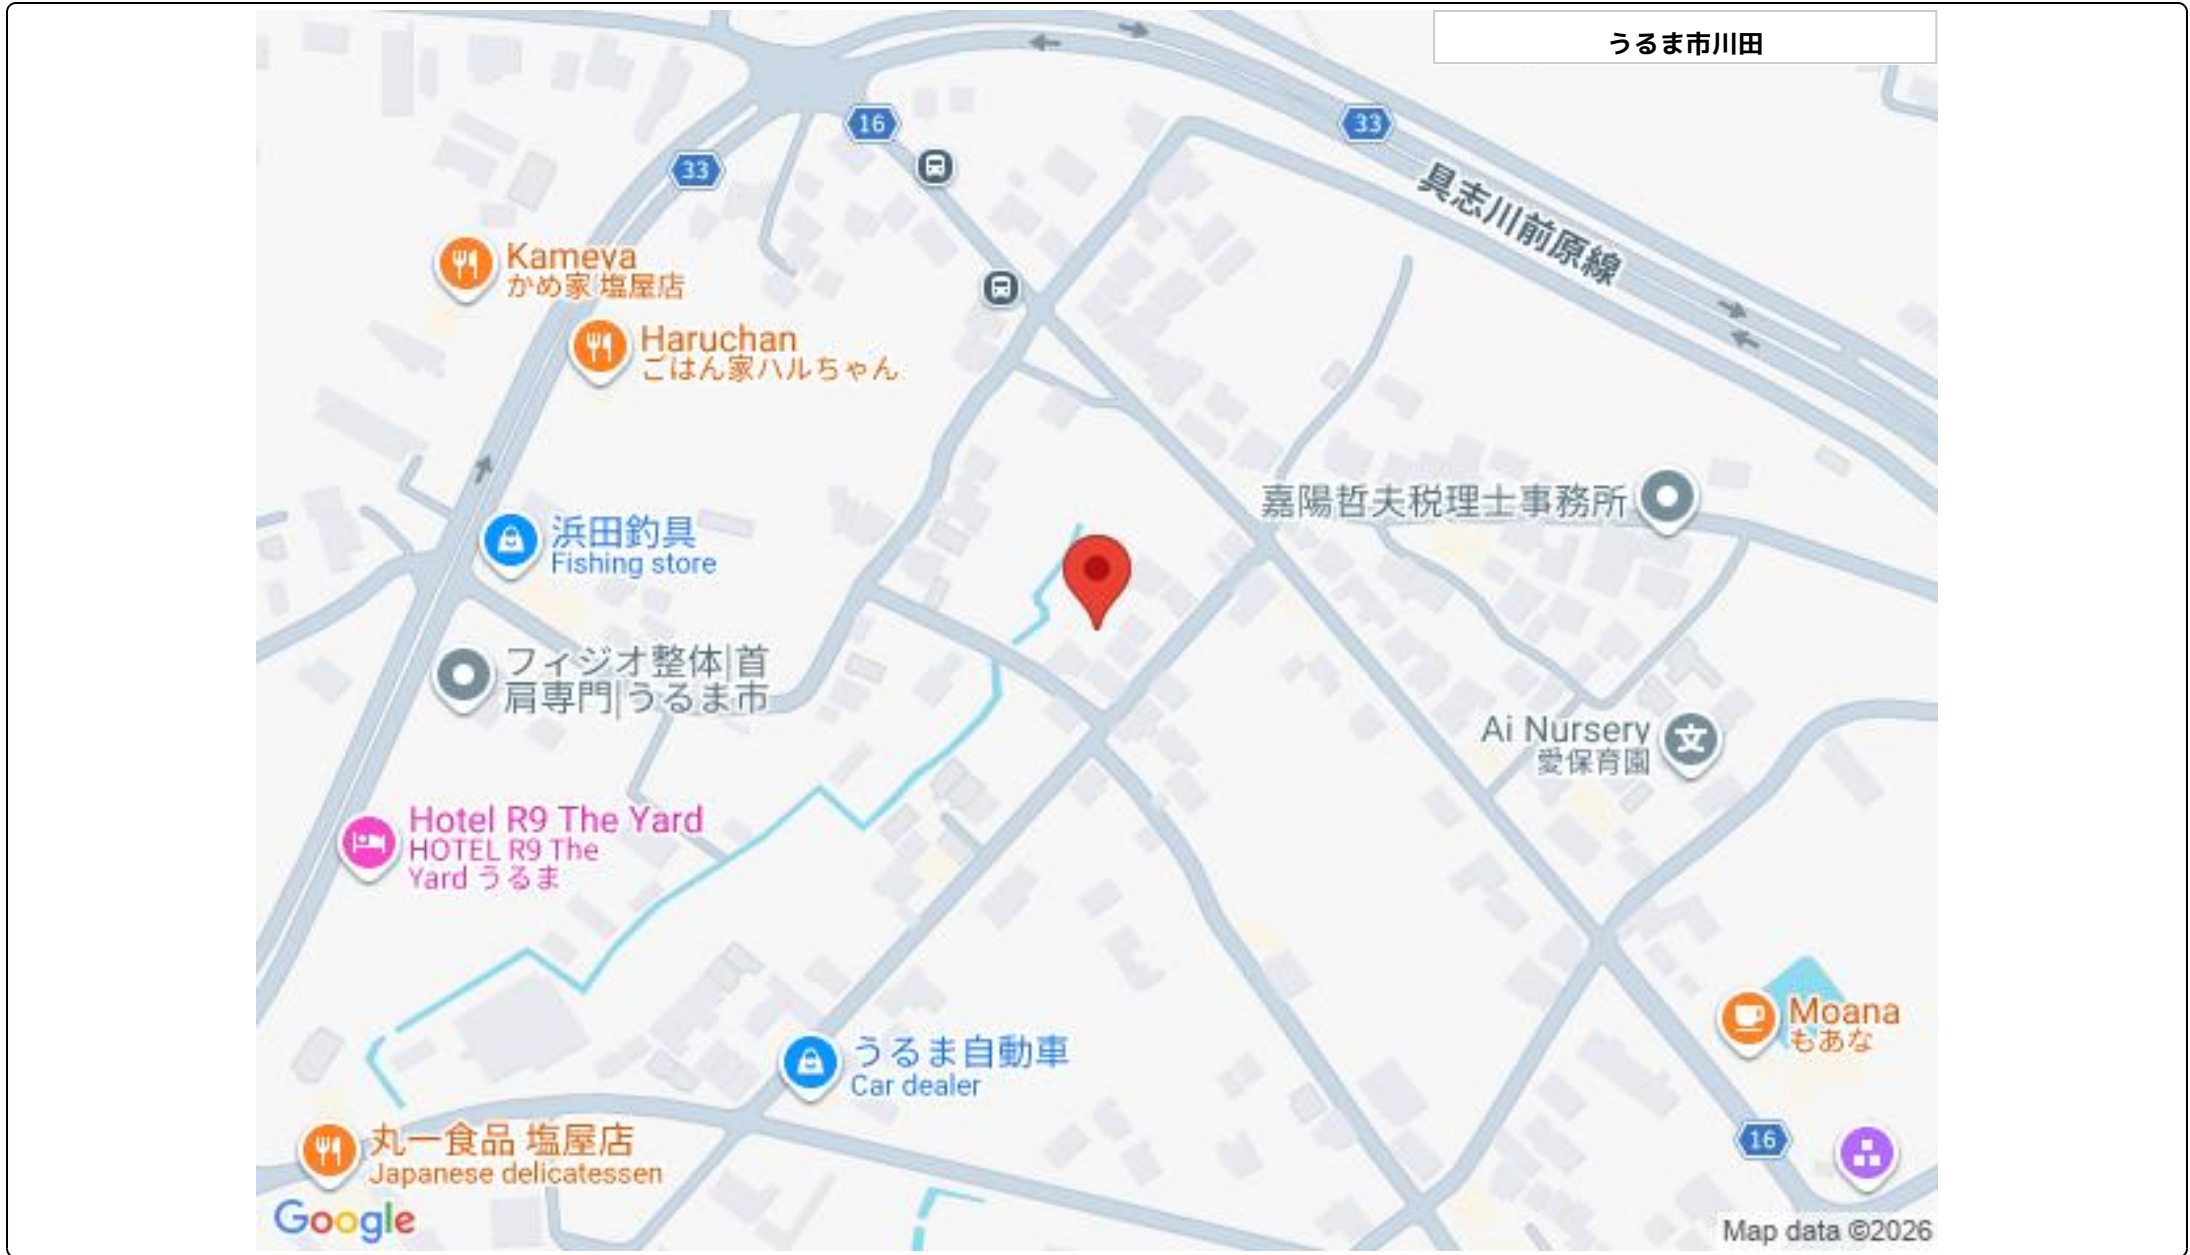 うるま市川田
16
33
33
具志川前原線
Kameya
かめ家 塩屋店
Haruchan
ごはん家ハルちゃん
嘉陽哲夫税理士事務所
浜田釣具
Fishing store
フィジオ整体|首
肩専門|うるま市
Ai Nursery
愛保育園
Hotel R9 The Yard
HOTEL R9 The
Yard うるま
文
Moana
もあな
うるま自動車
Car dealer
16
丸一食品 塩屋店
Japanese delicatessen
Google
Map data ©2026